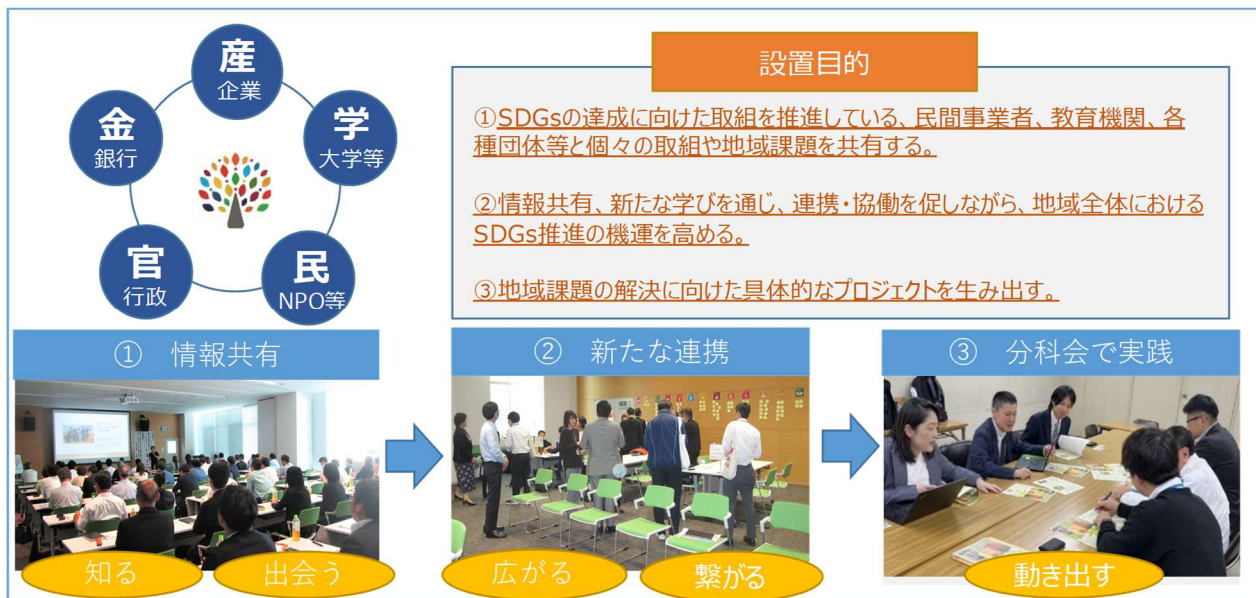 産
企業
学
大学等
金
銀行
官
行政
民
NPO等
設置目的
①SDGsの達成に向けた取組を推進している、民間事業者、教育機関、各
種団体等と個々の取組や地域課題を共有する。
②情報共有、新たな学びを通じ、連携・協働を促しながら、地域全体における
SDGs推進の機運を高める。
③地域課題の解決に向けた具体的なプロジェクトを生み出す。
① 情報共有
② 新たな連携
③ 分科会で実践
知る
出会う
広がる
繋がる
動き出す